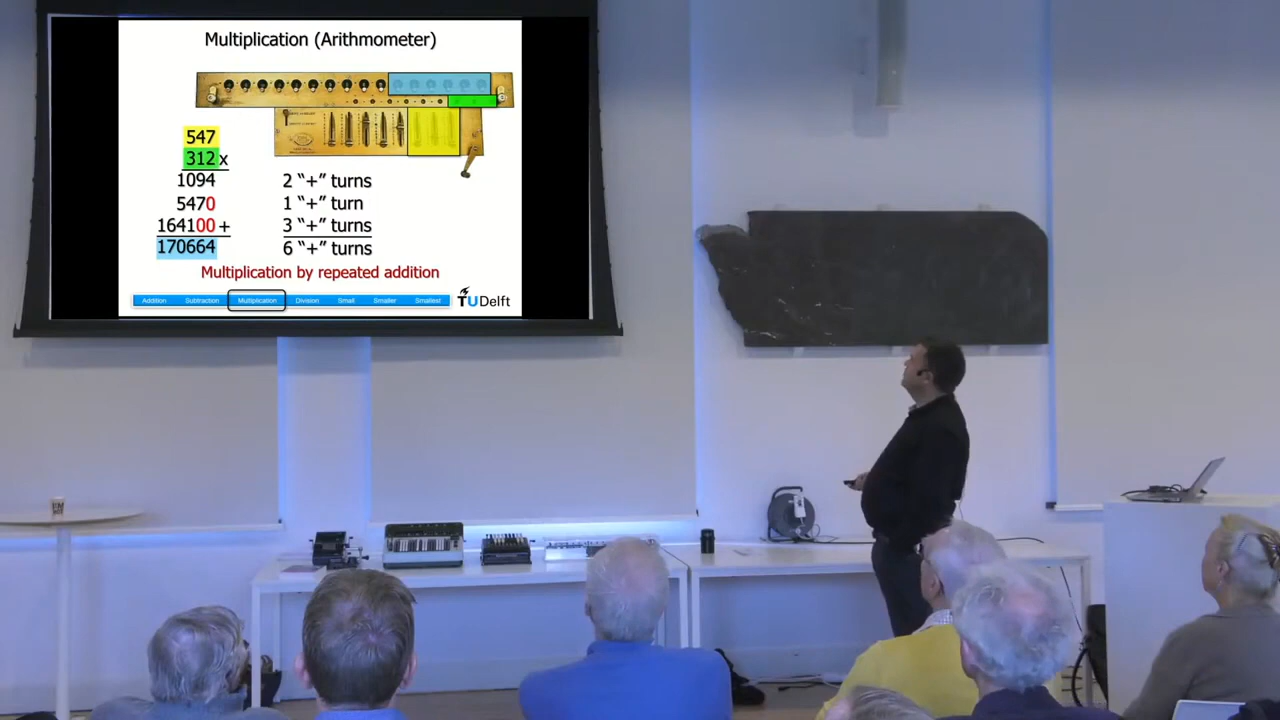 Multiplication (Arithmometer)
547
312 x
1094 2 “+” turns
5470 1 “+” turn
164100 + 3 “+” turns
170664 6 “+” turns
Multiplication by repeated addition
Addition Subtraction Multiplication Division Small Smaller Smallest
TUDelft